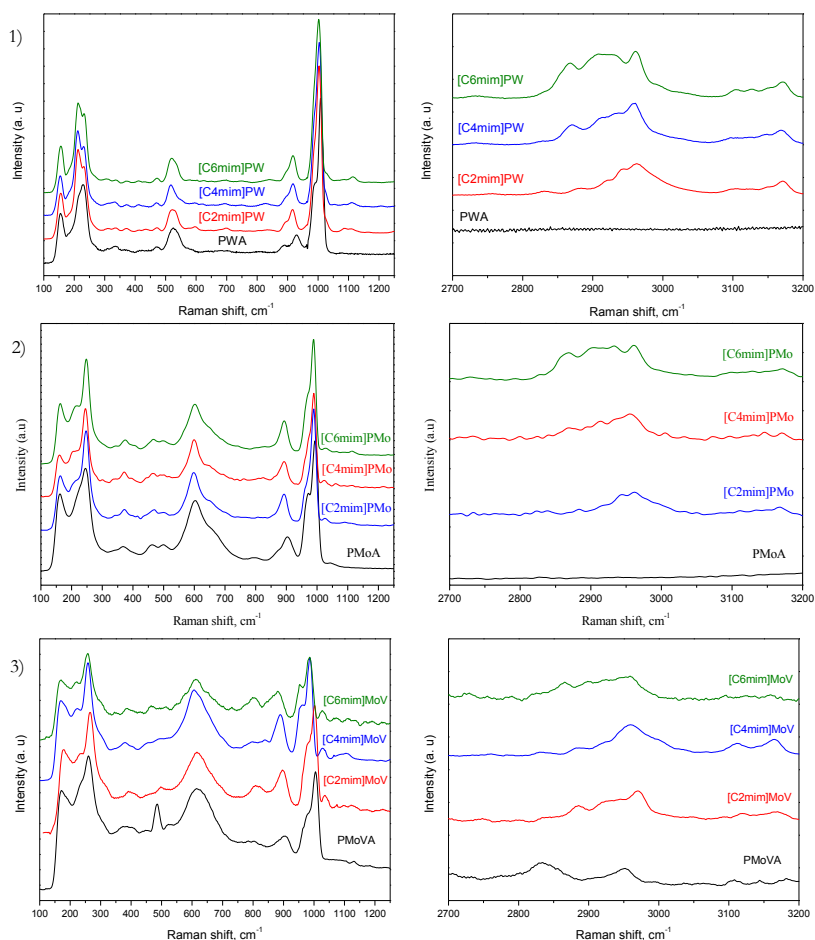 1)
Intensity (a. u)
[C6mim]PW
[C4mim]PW
[C2mim]PW
PWA
100 200 300 400 500 600 700 800 900 1000 1100 1200
Raman shift, cm⁻¹
Intensity (a. u)
[C6mim]PW
[C4mim]PW
[C2mim]PW
PWA
2700 2800 2900 3000 3100 3200
Raman shift, cm⁻¹
2)
Intensity (a.u)
[C6mim]PMo
[C4mim]PMo
[C2mim]PMo
PMoA
100 200 300 400 500 600 700 800 900 1000 1100 1200
Raman shift, cm⁻¹
Intensity (a.u)
[C6mim]PMo
[C4mim]PMo
[C2mim]PMo
PMoA
2700 2800 2900 3000 3100 3200
Raman shift, cm⁻¹
3)
Intensity (a. u)
[C6mim]MoV
[C4mim]MoV
[C2mim]MoV
PMoVA
100 200 300 400 500 600 700 800 900 1000 1100 1200
Raman shift, cm⁻¹
Intensity (a. u)
[C6mim]MoV
[C4mim]MoV
[C2mim]MoV
PMoVA
2700 2800 2900 3000 3100 3200
Raman shift, cm⁻¹